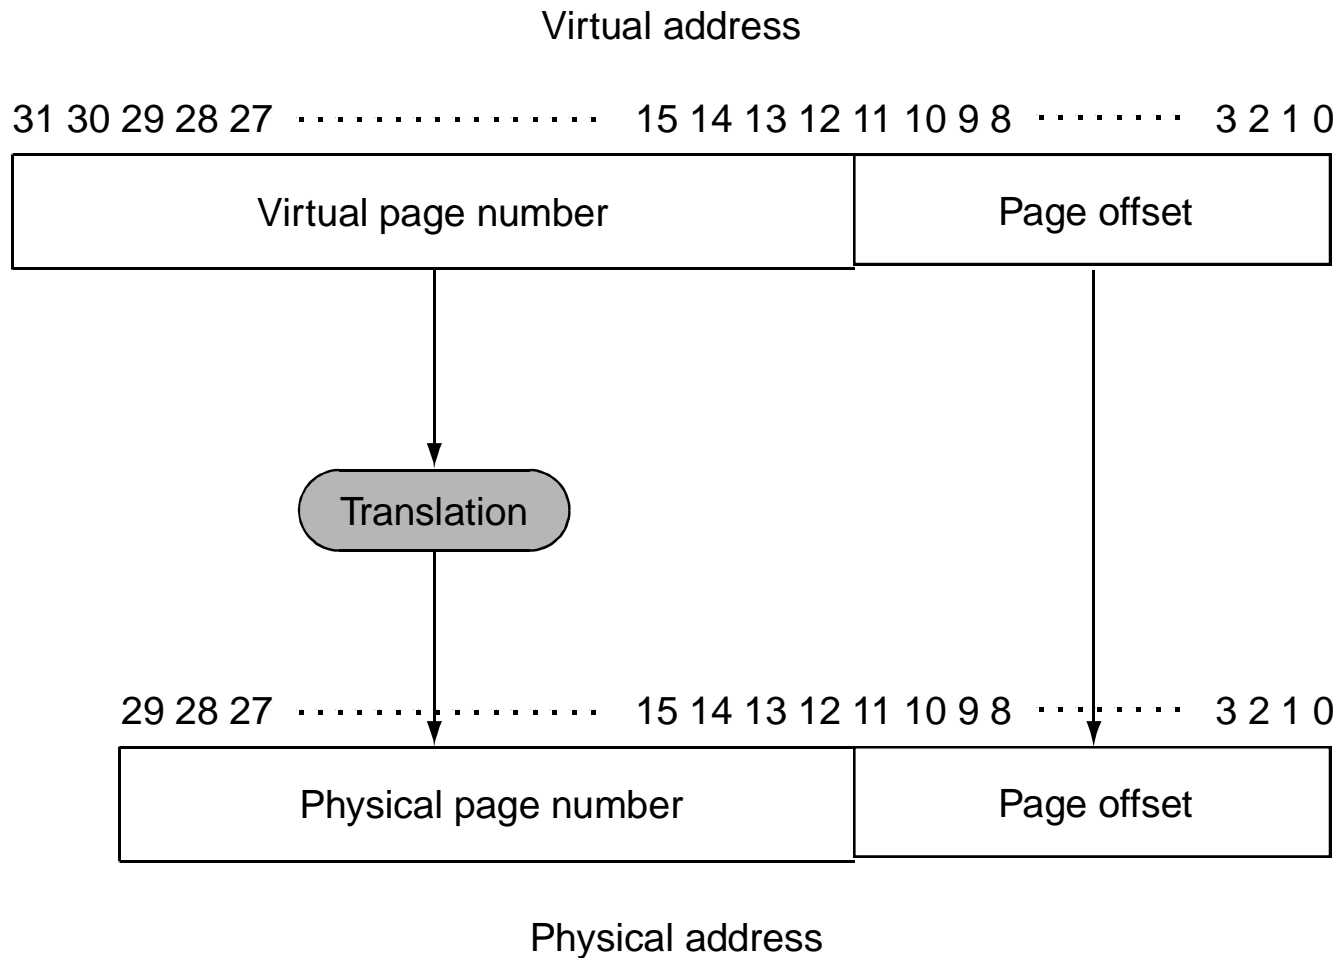 Virtual address
31 30 29 28 27 ················ 15 14 13 12 11 10 9 8 ········ 3 2 1 0
Virtual page number Page offset
Translation
29 28 27 ················ 15 14 13 12 11 10 9 8 ········ 3 2 1 0
Physical page number Page offset
Physical address